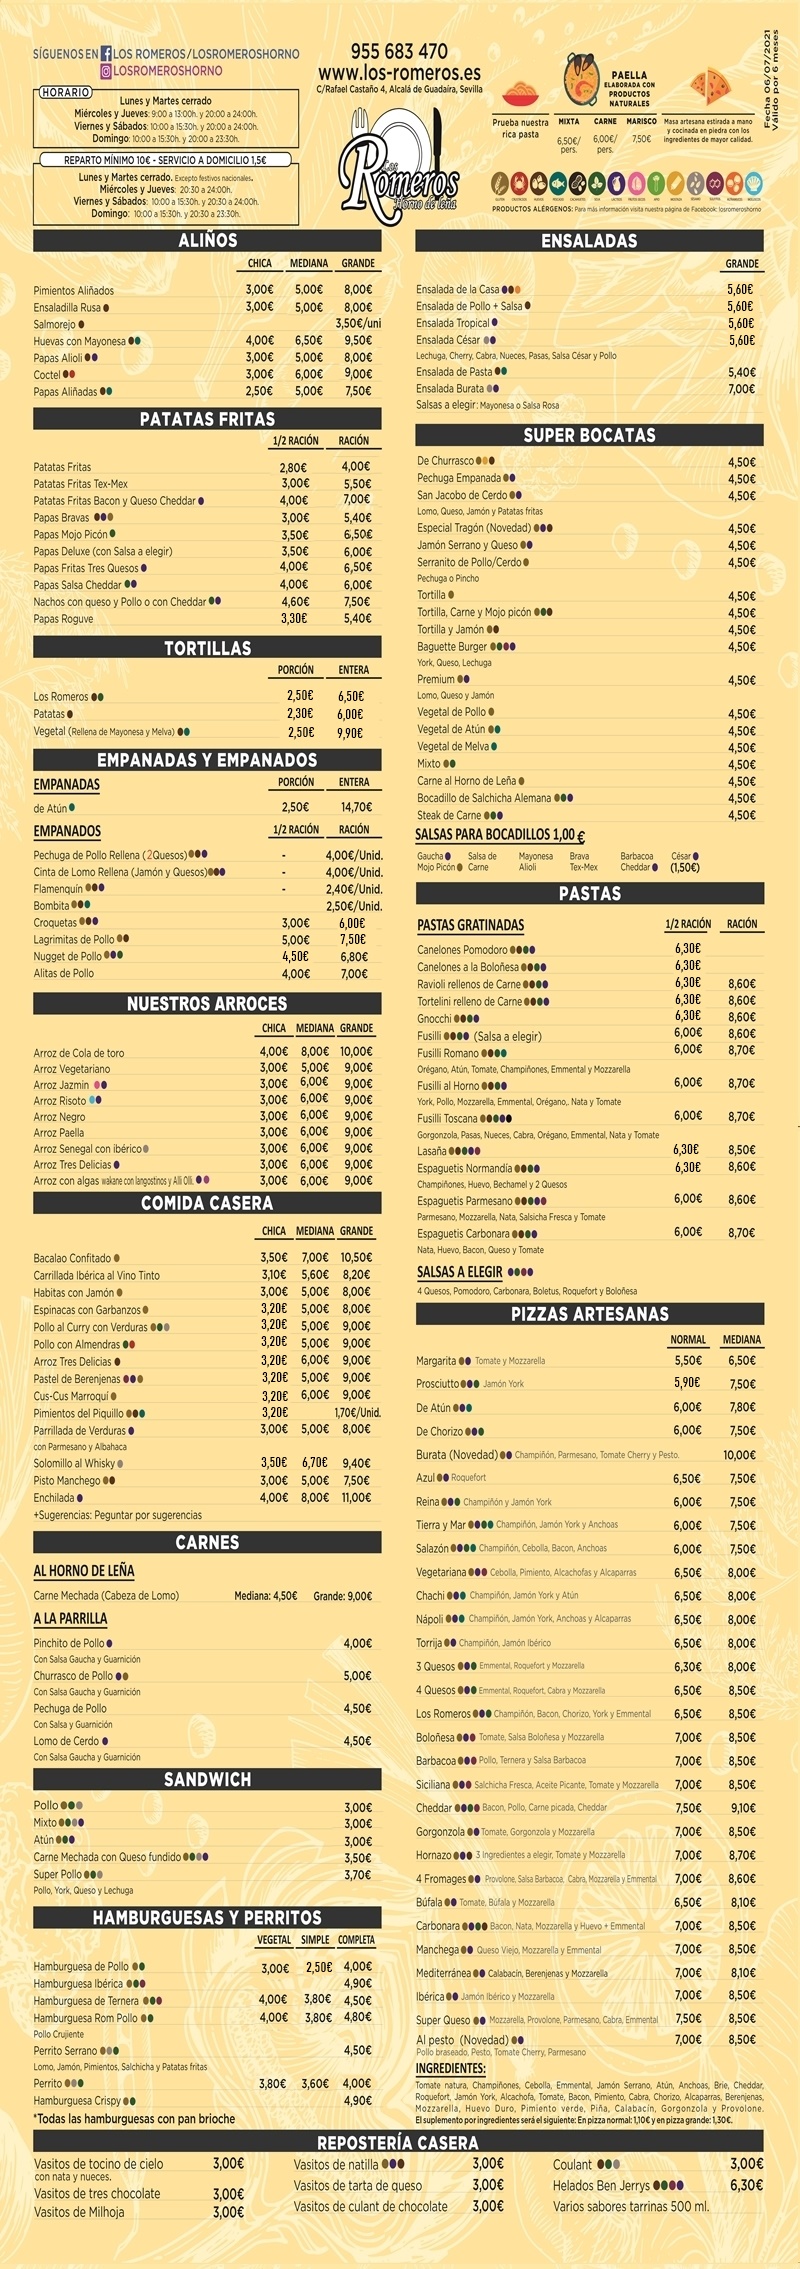 SÍGUENOS EN LOS ROMEROS/LOSROMEROSHORNO
LOSROMEROSHORNO
HORARIO
Lunes y Martes cerrado
Miércoles y Jueves: 9:00 a 13:00h. y 20:00 a 24:00h.
Viernes y Sábados: 10:00 a 15:30h. y 20:00 a 24:00h.
Domingo: 10:00 a 15:30h. y 20:00 a 23:30h.
REPARTO MÍNIMO 10€ - SERVICIO A DOMICILIO 1,5€
Lunes y Martes cerrado. Excepto festivos nacionales.
Miércoles y Jueves: 20:30 a 24:00h.
Viernes y Sábados: 10:00 a 15:30h. y 20:00 a 24:00h.
Domingo: 10:00 a 15:30h. y 20:30 a 23:30h.
955 683 470
www.los-romeros.es
C/Rafael Castaño 4, Alcalá de Guadaíra, Sevilla
Los
Romeros
Horno de leña
Prueba nuestra
rica pasta
PAELLA
ELABORADA CON
PRODUCTOS
NATURALES
MIXTA CARNE MARISCO
6,50€/pers. 6,00€/pers. 7,50€
Masa artesana estirada a mano
y cocinada en piedra con los
ingredientes de mayor calidad.
Fecha 06/07/2021
Válido por 6 meses
PRODUCTOS ALÉRGENOS: Para más información visita nuestra página de Facebook: losromeroshorno
ALIÑOS
CHICA MEDIANA GRANDE
Pimientos Aliñados 3,00€ 5,00€ 8,00€
Ensaladilla Rusa 3,00€ 5,00€ 8,00€
Salmorejo 3,50€/uni
Huevas con Mayonesa 4,00€ 6,50€ 9,50€
Papas Alioli 3,00€ 5,00€ 8,00€
Coctel 3,00€ 6,00€ 9,00€
Papas Aliñadas 2,50€ 5,00€ 7,50€
PATATAS FRITAS
1/2 RACIÓN RACIÓN
Patatas Fritas 2,80€ 4,00€
Patatas Fritas Tex-Mex 3,00€ 5,50€
Patatas Fritas Bacon y Queso Cheddar 4,00€ 7,00€
Papas Bravas 3,00€ 5,40€
Papas Mojo Picón 3,50€ 6,50€
Papas Deluxe (con Salsa a elegir) 3,50€ 6,00€
Papas Fritas Tres Quesos 4,00€ 6,50€
Papas Salsa Cheddar 4,00€ 6,00€
Nachos con queso y Pollo o con Cheddar 4,60€ 7,50€
Papas Roguve 3,30€ 5,40€
TORTILLAS
PORCIÓN ENTERA
Los Romeros 2,50€ 6,50€
Patatas 2,30€ 6,00€
Vegetal (Rellena de Mayonesa y Melva) 2,50€ 9,90€
EMPANADAS Y EMPANADOS
EMPANADAS PORCIÓN ENTERA
de Atún 2,50€ 14,70€
EMPANADOS 1/2 RACIÓN RACIÓN
Pechuga de Pollo Rellena (2Quesos) - 4,00€/Unid.
Cinta de Lomo Rellena (Jamón y Quesos) - 4,00€/Unid.
Flamenquín - 2,40€/Unid.
Bombita 2,50€/Unid.
Croquetas 3,00€ 6,00€
Lagrimitas de Pollo 5,00€ 7,50€
Nugget de Pollo 4,50€ 6,80€
Alitas de Pollo 4,00€ 7,00€
NUESTROS ARROCES
CHICA MEDIANA GRANDE
Arroz de Cola de toro 4,00€ 8,00€ 10,00€
Arroz Vegetariano 3,00€ 5,00€ 9,00€
Arroz Jazmin 3,00€ 6,00€ 9,00€
Arroz Risoto 3,00€ 6,00€ 9,00€
Arroz Negro 3,00€ 6,00€ 9,00€
Arroz Paella 3,00€ 6,00€ 9,00€
Arroz Senegal con ibérico 3,00€ 6,00€ 9,00€
Arroz Tres Delicias 3,00€ 6,00€ 9,00€
Arroz con algas wakane con langostinos y Alli Olli. 3,00€ 6,00€ 9,00€
COMIDA CASERA
CHICA MEDIANA GRANDE
Bacalao Confitado 3,50€ 7,00€ 10,50€
Carrillada Ibérica al Vino Tinto 3,10€ 5,60€ 8,20€
Habitas con Jamón 3,00€ 5,00€ 8,00€
Espinacas con Garbanzos 3,20€ 5,00€ 8,00€
Pollo al Curry con Verduras 3,20€ 5,00€ 9,00€
Pollo con Almendras 3,20€ 5,00€ 9,00€
Arroz Tres Delicias 3,20€ 6,00€ 9,00€
Pastel de Berenjenas 3,20€ 5,00€ 9,00€
Cus-Cus Marroquí 3,20€ 6,00€ 9,00€
Pimientos del Piquillo 3,20€ 1,70€/Unid.
Parrillada de Verduras 3,00€ 5,00€ 8,00€
con Parmesano y Albahaca
Solomillo al Whisky 3,50€ 6,70€ 9,40€
Pisto Manchego 3,00€ 5,00€ 7,50€
Enchilada 4,00€ 8,00€ 11,00€
+Sugerencias: Peguntar por sugerencias
CARNES
AL HORNO DE LEÑA
Carne Mechada (Cabeza de Lomo) Mediana: 4,50€ Grande: 9,00€
A LA PARRILLA
Pinchito de Pollo 4,00€
Con Salsa Gaucha y Guarnición
Churrasco de Pollo 5,00€
Con Salsa Gaucha y Guarnición
Pechuga de Pollo 4,50€
Con Salsa y Guarnición
Lomo de Cerdo 4,50€
Con Salsa Gaucha y Guarnición
SANDWICH
Pollo 3,00€
Mixto 3,00€
Atún 3,00€
Carne Mechada con Queso fundido 3,50€
Super Pollo 3,70€
Pollo, York, Queso y Lechuga
HAMBURGUESAS Y PERRITOS
VEGETAL SIMPLE COMPLETA
Hamburguesa de Pollo 3,00€ 2,50€ 4,00€
Hamburguesa Ibérica 4,90€
Hamburguesa de Ternera 4,00€ 3,80€ 4,50€
Hamburguesa Rom Pollo 4,00€ 3,80€ 4,80€
Pollo Crujiente
Perrito Serrano 4,50€
Lomo, Jamón, Pimientos, Salchicha y Patatas fritas
Perrito 3,80€ 3,60€ 4,00€
Hamburguesa Crispy 4,90€
*Todas las hamburguesas con pan brioche
ENSALADAS
GRANDE
Ensalada de la Casa 5,60€
Ensalada de Pollo + Salsa 5,60€
Ensalada Tropical 5,60€
Ensalada César 5,60€
Lechuga, Cherry, Cabra, Nueces, Pasas, Salsa César y Pollo
Ensalada de Pasta 5,40€
Ensalada Burata 7,00€
Salsas a elegir: Mayonesa o Salsa Rosa
SUPER BOCATAS
De Churrasco 4,50€
Pechuga Empanada 4,50€
San Jacobo de Cerdo 4,50€
Lomo, Queso, Jamón y Patatas fritas
Especial Tragón (Novedad) 4,50€
Jamón Serrano y Queso 4,50€
Serranito de Pollo/Cerdo 4,50€
Pechuga o Pincho
Tortilla 4,50€
Tortilla, Carne y Mojo picón 4,50€
Tortilla y Jamón 4,50€
Baguette Burger 4,50€
York, Queso, Lechuga
Premium 4,50€
Lomo, Queso y Jamón
Vegetal de Pollo 4,50€
Vegetal de Atún 4,50€
Vegetal de Melva 4,50€
Mixto 4,50€
Carne al Horno de Leña 4,50€
Bocadillo de Salchicha Alemana 4,50€
Steak de Carne 4,50€
SALSAS PARA BOCADILLOS 1,00 €
Gaucha Salsa de Mayonesa Brava Barbacoa César
Mojo Picón Carne Alioli Tex-Mex Cheddar (1,50€)
PASTAS
PASTAS GRATINADAS 1/2 RACIÓN RACIÓN
Canelones Pomodoro 6,30€
Canelones a la Boloñesa 6,30€
Ravioli rellenos de Carne 6,30€ 8,60€
Tortelini relleno de Carne 6,30€ 8,60€
Gnocchi 6,30€ 8,60€
Fusilli (Salsa a elegir) 6,00€ 8,60€
Fusilli Romano 6,00€ 8,70€
Orégano, Atún, Tomate, Champiñones, Emmental y Mozzarella
Fusilli al Horno 6,00€ 8,70€
York, Pollo, Mozzarella, Emmental, Orégano,. Nata y Tomate
Fusilli Toscana 6,00€ 8,70€
Gorgonzola, Pasas, Nueces, Cabra, Orégano, Emmental, Nata y Tomate
Lasaña 6,30€ 8,50€
Espaguetis Normandía 6,30€ 8,60€
Champiñones, Huevo, Bechamel y 2 Quesos
Espaguetis Parmesano 6,00€ 8,60€
Parmesano, Mozzarella, Nata, Salsicha Fresca y Tomate
Espaguetis Carbonara 6,00€ 8,70€
Nata, Huevo, Bacon, Queso y Tomate
SALSAS A ELEGIR
4 Quesos, Pomodoro, Carbonara, Boletus, Roquefort y Boloñesa
PIZZAS ARTESANAS
NORMAL MEDIANA
Margarita Tomate y Mozzarella 5,50€ 6,50€
Prosciutto Jamón York 5,90€ 7,50€
De Atún 6,00€ 7,80€
De Chorizo 6,00€ 7,50€
Burata (Novedad) Champiñón, Parmesano, Tomate Cherry y Pesto. 10,00€
Azul Roquefort 6,50€ 7,50€
Reina Champiñón y Jamón York 6,00€ 7,50€
Tierra y Mar Champiñón, Jamón York y Anchoas 6,00€ 7,50€
Salazón Champiñón, Cebolla, Bacon, Anchoas 6,00€ 7,50€
Vegetariana Cebolla, Pimiento, Alcachofas y Alcaparras 6,50€ 8,00€
Chachi Champiñón, Jamón York y Atún 6,50€ 8,00€
Nápoli Champiñón, Jamón York, Anchoas y Alcaparras 6,50€ 8,00€
Torrija Champiñón, Jamón Ibérico 6,50€ 8,00€
3 Quesos Emmental, Roquefort y Mozzarella 6,30€ 8,00€
4 Quesos Emmental, Roquefort, Cabra y Mozzarella 6,50€ 8,50€
Los Romeros Champiñón, Bacon, Chorizo, York y Emmental 6,50€ 8,50€
Boloñesa Tomate, Salsa Boloñesa y Mozzarella 7,00€ 8,50€
Barbacoa Pollo, Ternera y Salsa Barbacoa 7,00€ 8,50€
Siciliana Salchicha Fresca, Aceite Picante, Tomate y Mozzarella 7,00€ 8,50€
Cheddar Bacon, Pollo, Carne picada, Cheddar 7,50€ 9,10€
Gorgonzola Tomate, Gorgonzola y Mozzarella 7,00€ 8,50€
Hornazo 3 Ingredientes a elegir, Tomate y Mozzarella 7,00€ 8,70€
4 Fromages Provolone, Salsa Barbacoa, Cabra, Mozzarella y Emmental 7,00€ 8,60€
Búfala Tomate, Búfala y Mozzarella 6,50€ 8,10€
Carbonara Bacon, Nata, Mozzarella y Huevo + Emmental 7,00€ 8,50€
Manchega Queso Viejo, Mozzarella y Emmental 7,00€ 8,50€
Mediterránea Calabacín, Berenjenas y Mozzarella 7,00€ 8,10€
Ibérica Jamón Ibérico y Mozzarella 7,00€ 8,50€
Super Queso Mozzarella, Provolone, Parmesano, Cabra, Emmental 7,50€ 8,50€
Al pesto (Novedad) 7,00€ 8,50€
Pollo braseado, Pesto, Tomate Cherry, Parmesano
INGREDIENTES:
Tomate natura, Champiñones, Cebolla, Emmental, Jamón Serrano, Atún, Anchoas, Brie, Cheddar,
Roquefort, Jamón York, Alcachofa, Tomate, Bacon, Pimiento, Cabra, Chorizo, Alcaparras, Berenjenas,
Mozzarella, Huevo Duro, Pimiento verde, Piña, Calabacín, Gorgonzola y Provolone.
El suplemento por ingredientes será el siguiente: En pizza normal: 1,10€ y en pizza grande: 1,30€.
REPOSTERÍA CASERA
Vasitos de tocino de cielo 3,00€
con nata y nueces.
Vasitos de tres chocolate 3,00€
Vasitos de Milhoja 3,00€
Vasitos de natilla 3,00€
Vasitos de tarta de queso 3,00€
Vasitos de culant de chocolate 3,00€
Coulant 3,00€
Helados Ben Jerrys 6,30€
Varios sabores tarrinas 500 ml.